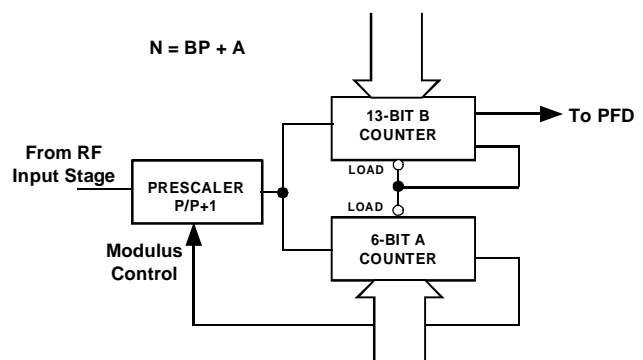 N = BP + A
13-BIT B
COUNTER
To PFD
From RF
Input Stage
LOAD
PRESCALER
P/P+1
LOAD
Modulus
Control
6-BIT A
COUNTER